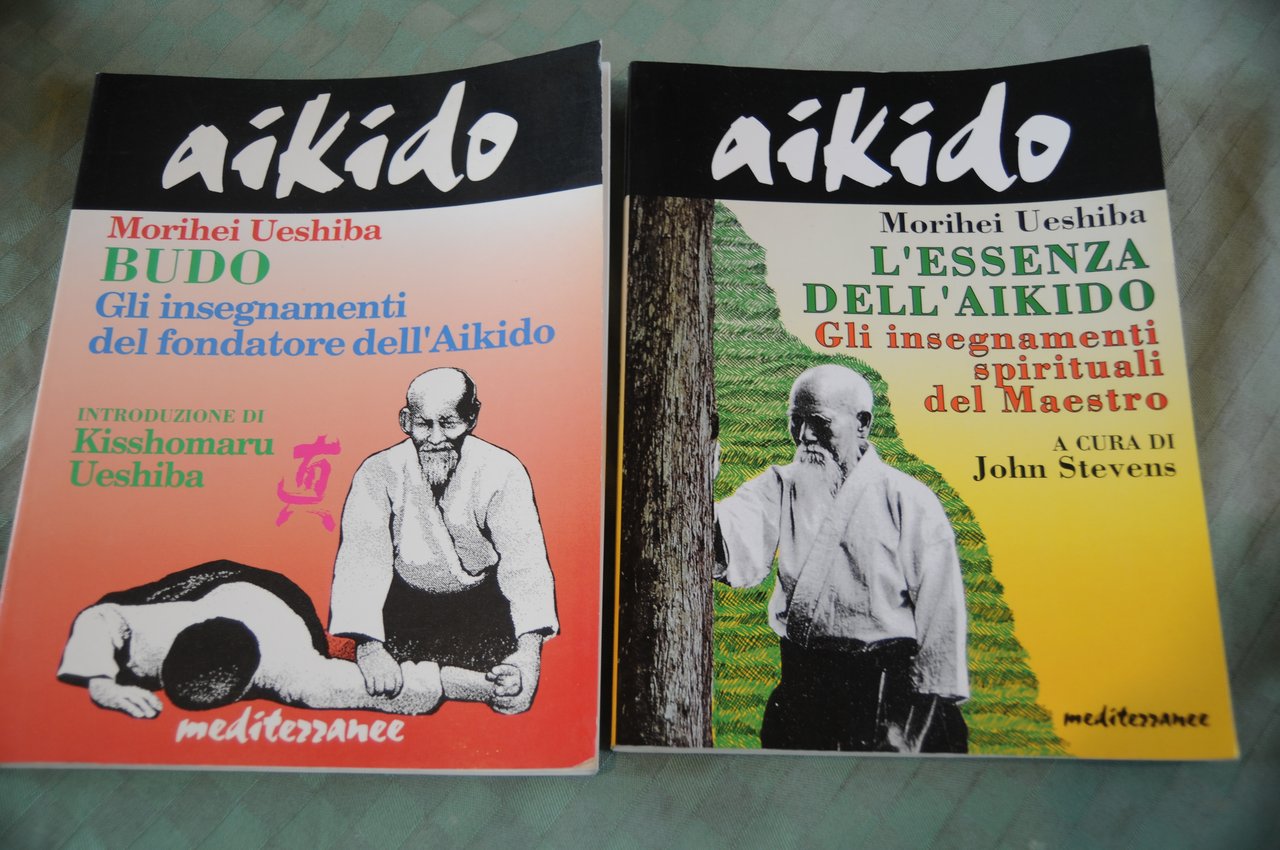 aikido
Morihei Ueshiba
BUDO
Gli insegnamenti
del fondatore dell'Aikido
INTRODUZIONE DI
Kisshomaru
Ueshiba
真
mediterranee
aikido
Morihei Ueshiba
L'ESSENZA
DELL'AIKIDO
Gli insegnamenti
spirituali
del Maestro
A CURA DI
John Stevens
mediterranee